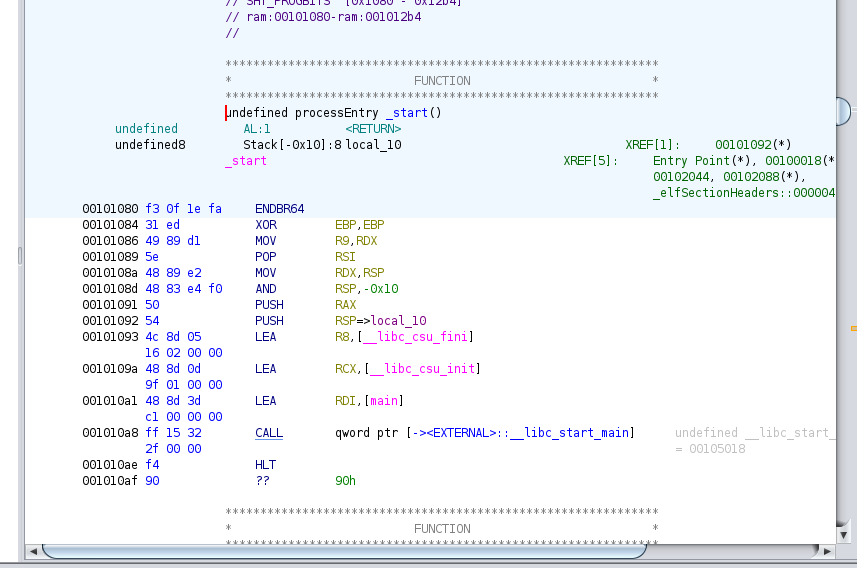 // SHT_PROGBITS [0x1080 - 0x12b4]
// ram:00101080-ram:001012b4
//
**************************************************************
* FUNCTION *
**************************************************************
undefined processEntry _start()
undefined AL:1 <RETURN>
undefined8 Stack[-0x10]:8 local_10 XREF[1]: 00101092(*)
_start XREF[5]: Entry Point(*), 00100018(*
00102044, 00102088(*),
_elfSectionHeaders::000004
00101080 f3 0f 1e fa ENDBR64
00101084 31 ed XOR EBP,EBP
00101086 49 89 d1 MOV R9,RDX
00101089 5e POP RSI
0010108a 48 89 e2 MOV RDX,RSP
0010108d 48 83 e4 f0 AND RSP,-0x10
00101091 50 PUSH RAX
00101092 54 PUSH RSP=>local_10
00101093 4c 8d 05 LEA R8,[__libc_csu_fini]
16 02 00 00
0010109a 48 8d 0d LEA RCX,[__libc_csu_init]
9f 01 00 00
001010a1 48 8d 3d LEA RDI,[main]
c1 00 00 00
001010a8 ff 15 32 CALL qword ptr [-><EXTERNAL>::__libc_start_main] undefined __libc_start_
2f 00 00 = 00105018
001010ae f4 HLT
001010af 90 ?? 90h
**************************************************************
* FUNCTION *
**************************************************************